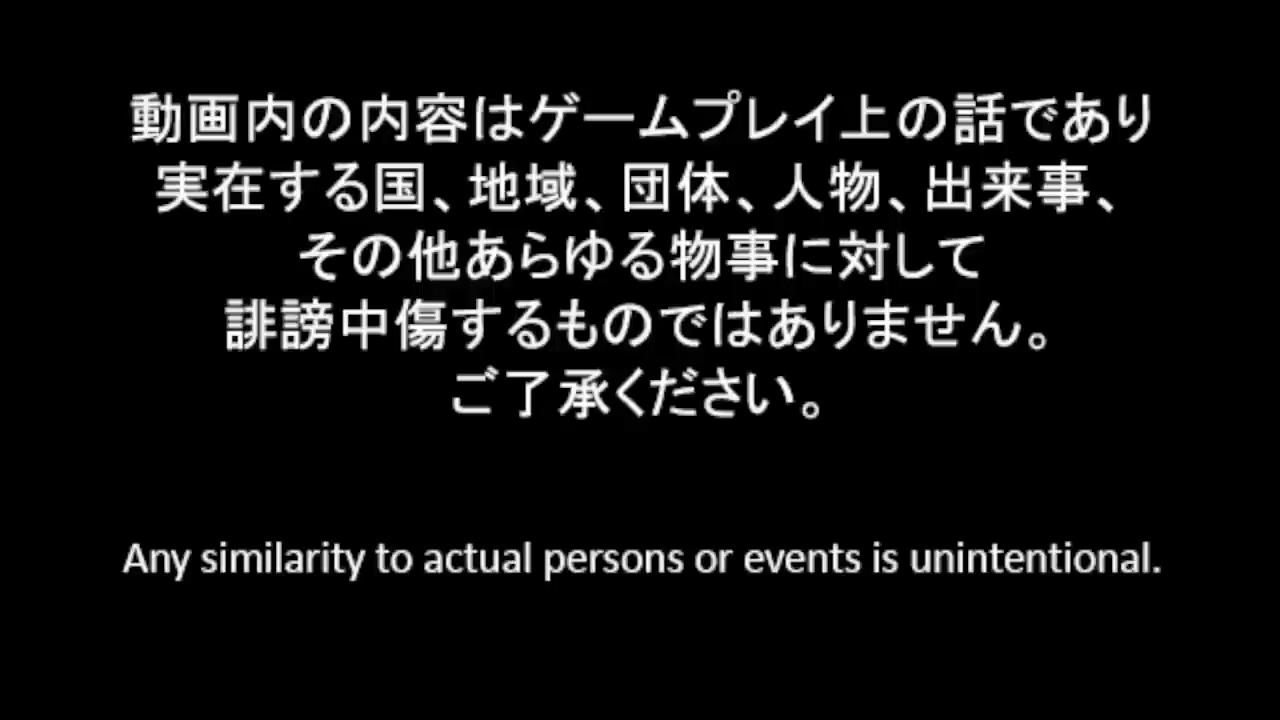 動画内の内容はゲームプレイ上の話であり
実在する国、地域、団体、人物、出来事、
その他あらゆる物事に対して
誹謗中傷するものではありません。
ご了承ください。
Any similarity to actual persons or events is unintentional.